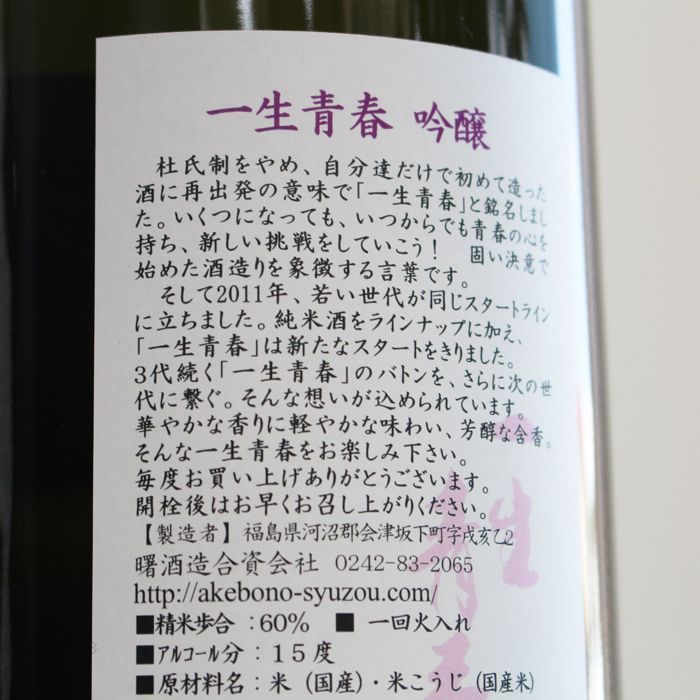 一生青春 吟醸
杜氏制をやめ、自分達だけで初めて造った
酒に再出発の意味で「一生青春」と銘名しまし
た。いくつになっても、いつからでも青春の心を
持ち、新しい挑戦をしていこう！　固い決意で
始めた酒造りを象徴する言葉です。
そして2011年、若い世代が同じスタートライン
に立ちました。純米酒をラインナップに加え、
「一生青春」は新たなスタートをきりました。
3代続く「一生青春」のバトンを、さらに次の世
代に繋ぐ。そんな想いが込められています。
華やかな香りに軽やかな味わい、芳醇な含香。
そんな一生青春をお楽しみ下さい。
毎度お買い上げありがとうございます。
開栓後はお早くお召し上がりください。
【製造者】福島県河沼郡会津坂下町字戌亥乙2
曙酒造合資会社 0242-83-2065
http://akebono-syuzou.com/
■精米歩合：60% ■ 一回火入れ
■アルコール分：15度
■原材料名：米（国産）・米こうじ（国産米）